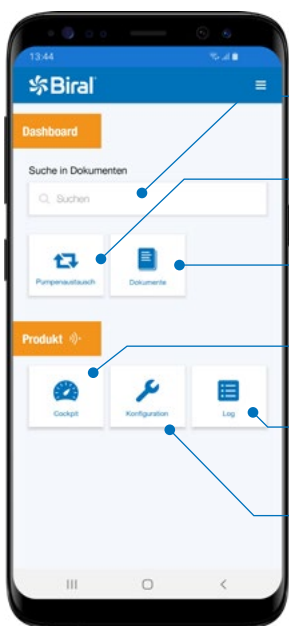 13:44
Biral
Dashboard
Suche in Dokumenten
Suchen
Pumpenaustausch
Dokumente
Produkt
Cockpit
Konfiguration
Log